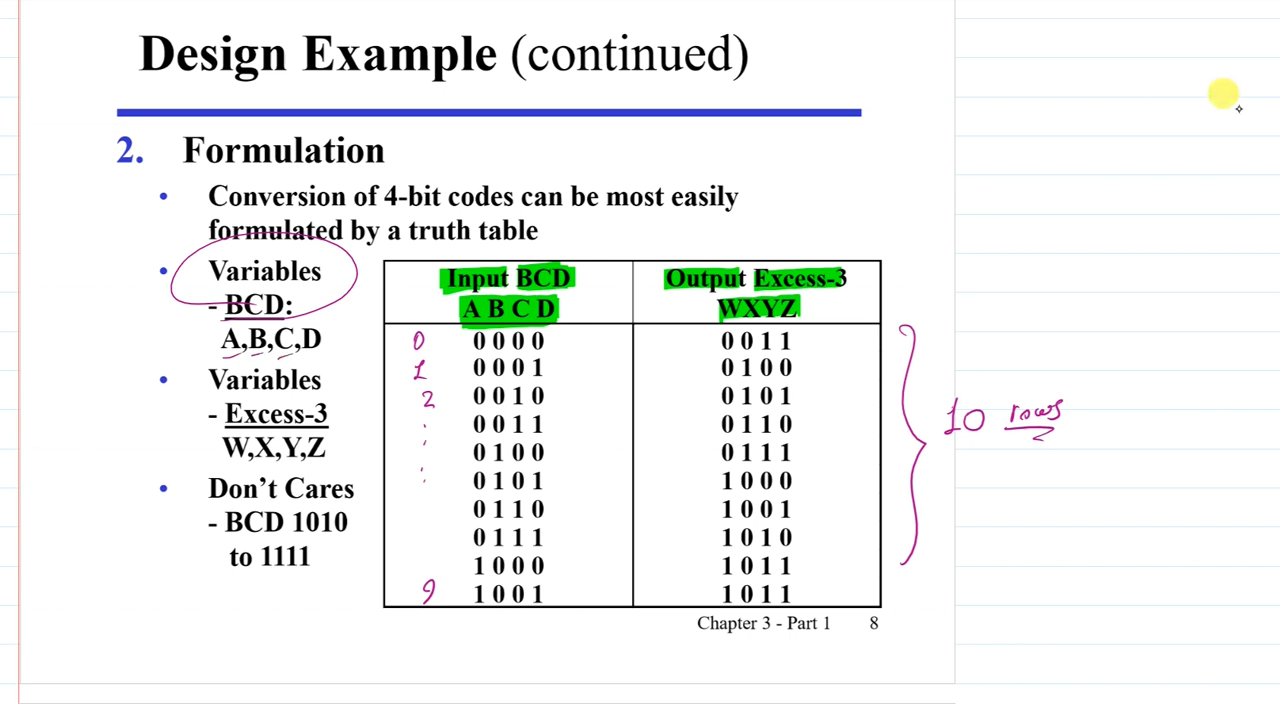 Design Example (continued)
2. Formulation
• Conversion of 4-bit codes can be most easily
formulated by a truth table
• Variables
- BCD:
A,B,C,D
• Variables
- Excess-3
W,X,Y,Z
• Don't Cares
- BCD 1010
to 1111
Input BCD Output Excess-3
A B C D WXYZ
0 0 0 0 0 0 0 1 1
1 0 0 0 1 0 1 0 0
2 0 0 1 0 0 1 0 1
0 0 1 1 0 1 1 0
0 1 0 0 0 1 1 1
0 1 0 1 1 0 0 0
0 1 1 0 1 0 0 1
0 1 1 1 1 0 1 0
1 0 0 0 1 0 1 1
9 1 0 0 1 1 0 1 1
10 rows
Chapter 3 - Part 1 8